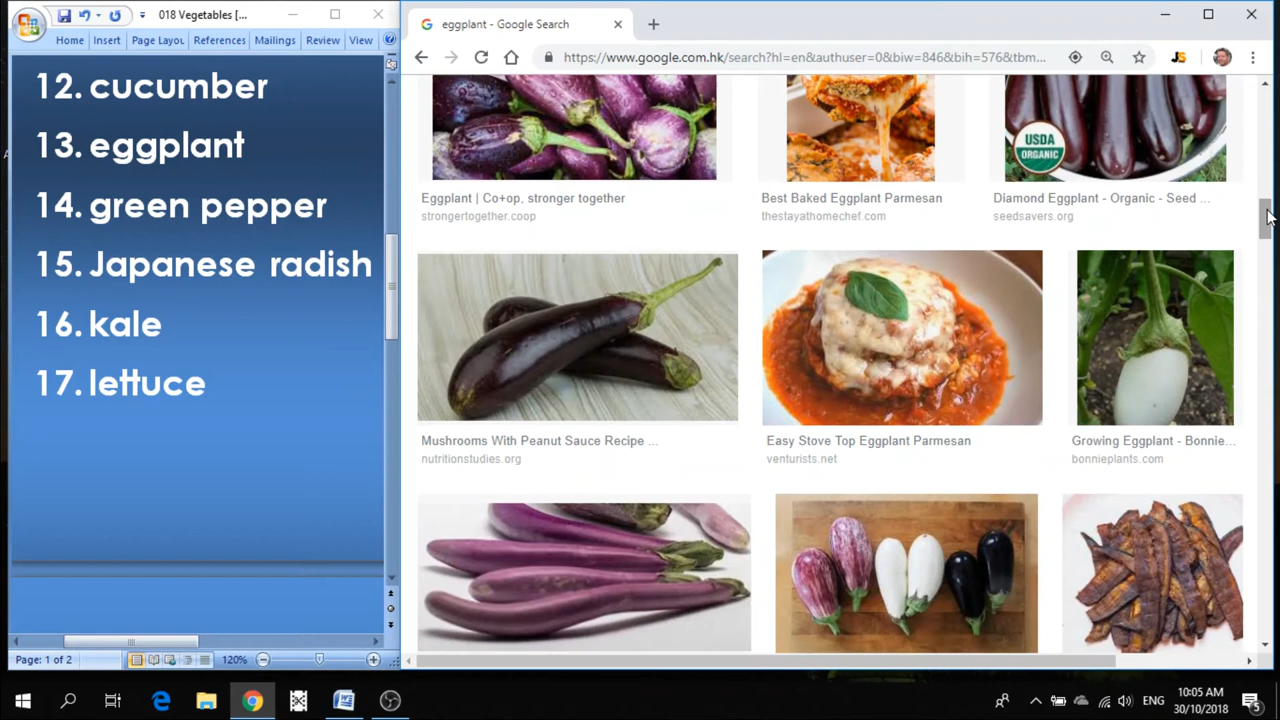 018 Vegetables [...
Home Insert Page Layou References Mailings Review View
12. cucumber
13. eggplant
14. green pepper
15. Japanese radish
16. kale
17. lettuce
Page: 1 of 2
120%
eggplant - Google Search
https://www.google.com.hk/search?hl=en&authuser=0&biw=846&bih=576&tbm...
JS
USDA
ORGANIC
Eggplant | Co+op, stronger together
strongertogether.coop
Best Baked Eggplant Parmesan
thestayathomechef.com
Diamond Eggplant - Organic - Seed ...
seedsavers.org
Mushrooms With Peanut Sauce Recipe ...
nutritionstudies.org
Easy Stove Top Eggplant Parmesan
venturists.net
Growing Eggplant - Bonnie...
bonnieplants.com
ENG
10:05 AM
30/10/2018
5